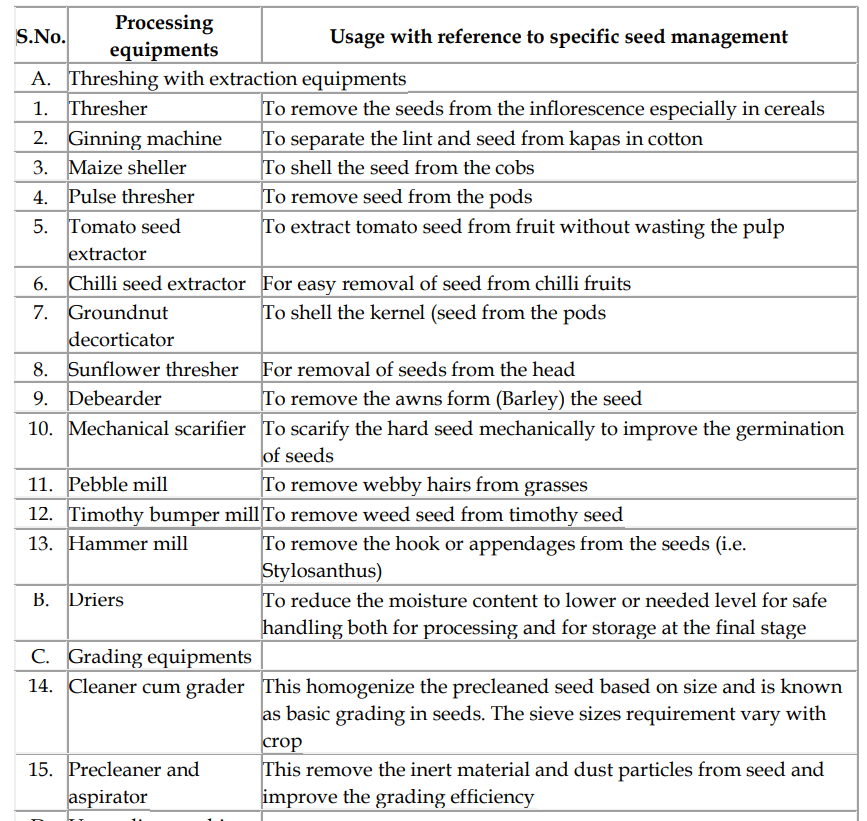 S.No. Processing equipments Usage with reference to specific seed management
A. Threshing with extraction equipments
1. Thresher To remove the seeds from the inflorescence especially in cereals
2. Ginning machine To separate the lint and seed from kapas in cotton
3. Maize sheller To shell the seed from the cobs
4. Pulse thresher To remove seed from the pods
5. Tomato seed To extract tomato seed from fruit without wasting the pulp
extractor
6. Chilli seed extractor For easy removal of seed from chilli fruits
7. Groundnut To shell the kernel (seed from the pods
decorticator
8. Sunflower thresher For removal of seeds from the head
9. Debearder To remove the awns form (Barley) the seed
10. Mechanical scarifier To scarify the hard seed mechanically to improve the germination
of seeds
11. Pebble mill To remove webby hairs from grasses
12. Timothy bumper mill To remove weed seed from timothy seed
13. Hammer mill To remove the hook or appendages from the seeds (i.e.
Stylosanthus)
B. Driers To reduce the moisture content to lower or needed level for safe
handling both for processing and for storage at the final stage
C. Grading equipments
14. Cleaner cum grader This homogenize the precleaned seed based on size and is known
as basic grading in seeds. The sieve sizes requirement vary with
crop
15. Precleaner and This remove the inert material and dust particles from seed and
aspirator improve the grading efficiency